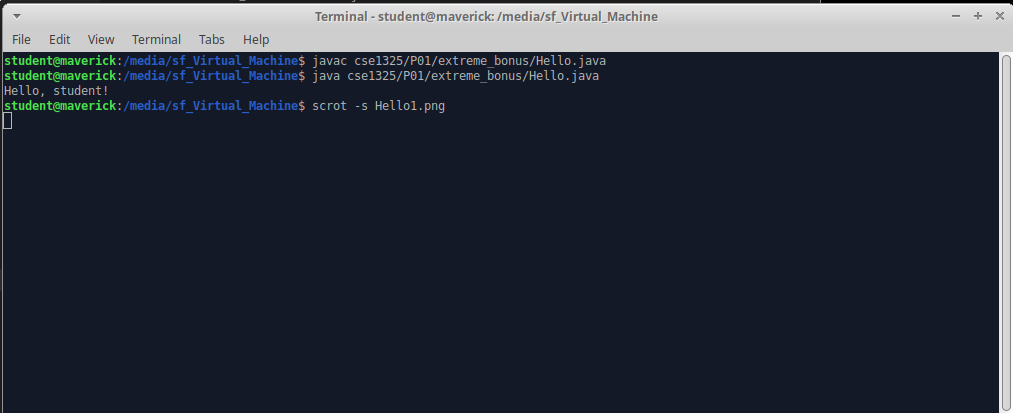 Terminal - student@maverick: /media/sf_Virtual_Machine
File Edit View Terminal Tabs Help
student@maverick:/media/sf_Virtual_Machine$ javac cse1325/P01/extreme_bonus/Hello.java
student@maverick:/media/sf_Virtual_Machine$ java cse1325/P01/extreme_bonus/Hello.java
Hello, student!
student@maverick:/media/sf_Virtual_Machine$ scrot -s Hello1.png